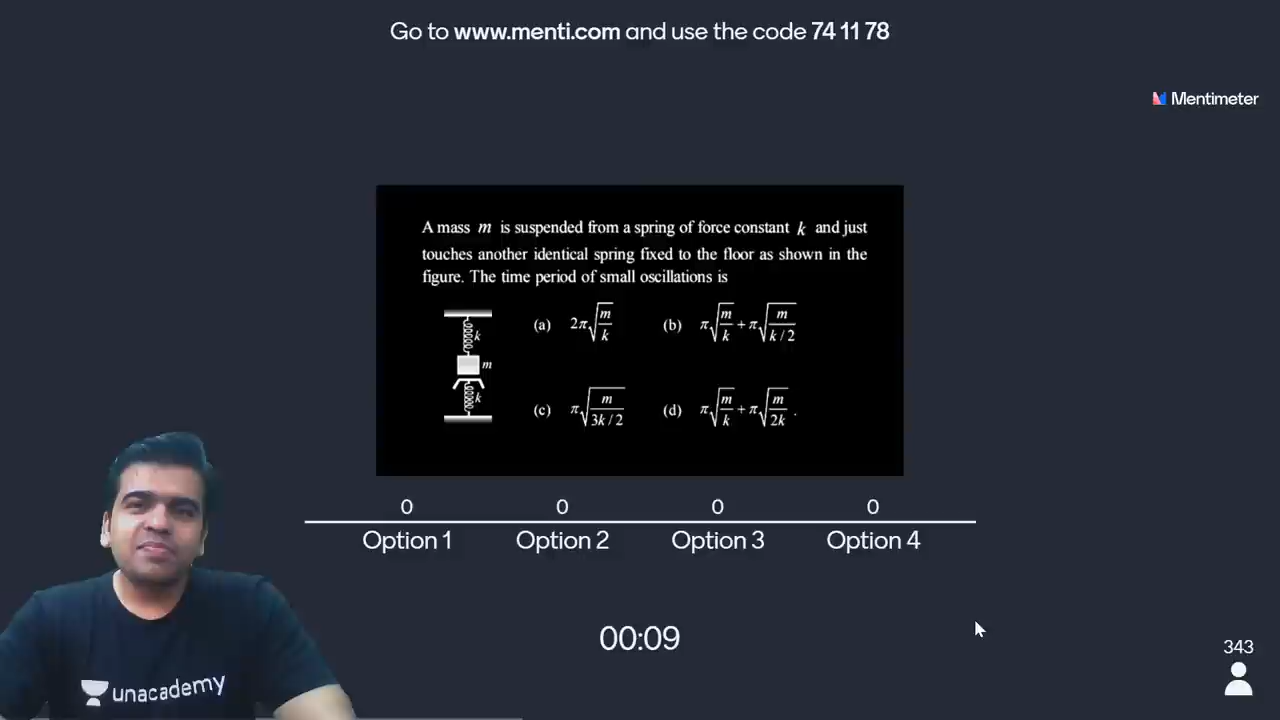 Go to www.menti.com and use the code 74 11 78
Mentimeter
A mass m is suspended from a spring of force constant k and just
touches another identical spring fixed to the floor as shown in the
figure. The time period of small oscillations is
k
m
k
(a) 2π√(m/k) (b) π√(m/k) + π√(m/(k/2))
(c) π√(m/(3k/2)) (d) π√(m/k) + π√(m/2k) .
0 0 0 0
Option 1 Option 2 Option 3 Option 4
00:09
343
unacademy